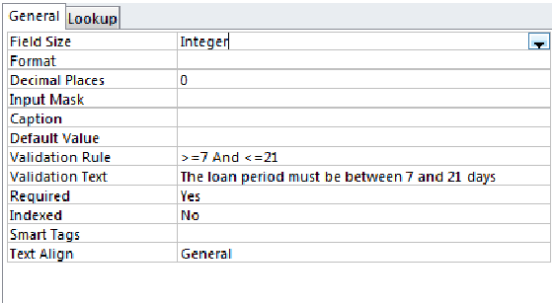 General Lookup
Field Size Integer
Format
Decimal Places 0
Input Mask
Caption
Default Value
Validation Rule >=7 And <=21
Validation Text The loan period must be between 7 and 21 days
Required Yes
Indexed No
Smart Tags
Text Align General